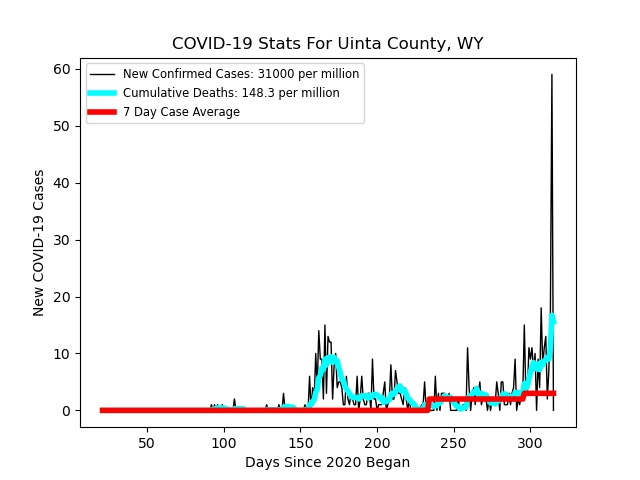 COVID-19 Stats For Uinta County, WY
New Confirmed Cases: 31000 per million
Cumulative Deaths: 148.3 per million
7 Day Case Average
60
50
40
30
20
10
0
New COVID-19 Cases
50 100 150 200 250 300
Days Since 2020 Began